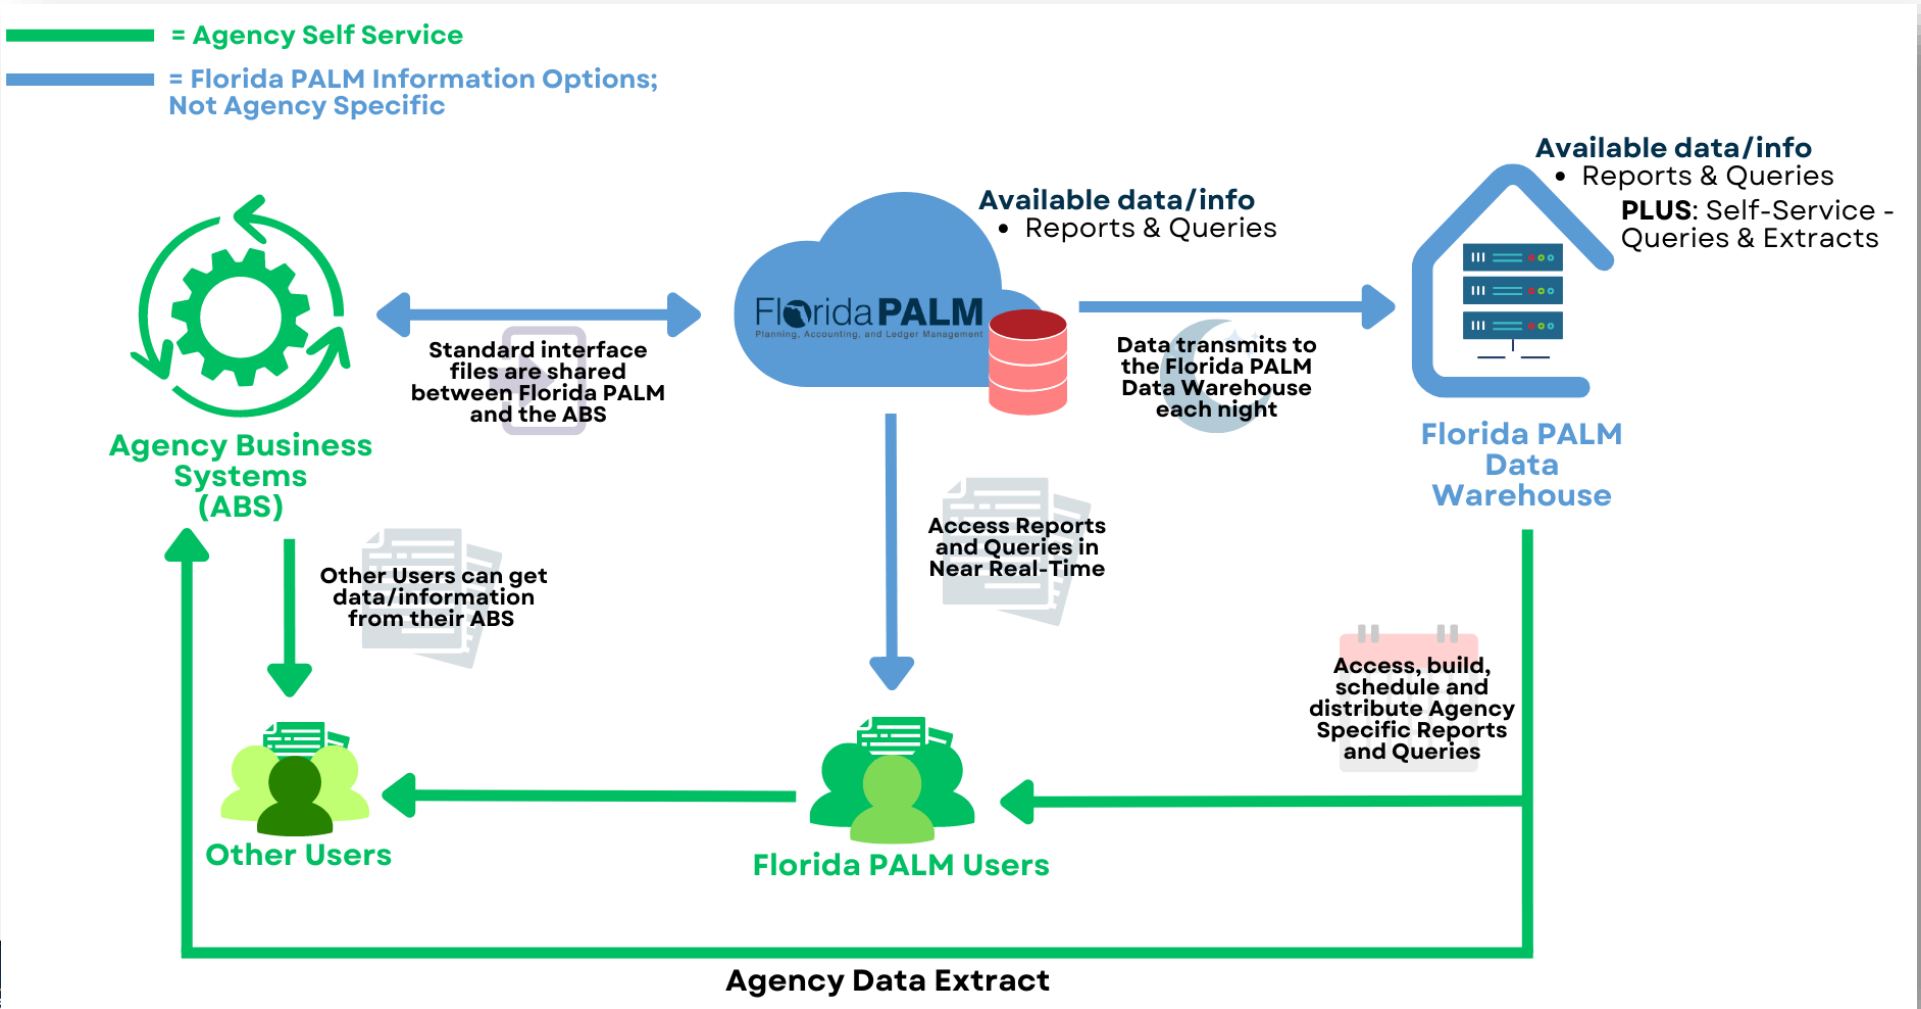 = Agency Self Service
= Florida PALM Information Options;
Not Agency Specific
Available data/info
• Reports & Queries
PLUS: Self-Service -
Queries & Extracts
Available data/info
• Reports & Queries
Florida PALM
Planning, Accounting, and Ledger Management
Standard interface
files are shared
between Florida PALM
and the ABS
Data transmits to
the Florida PALM
Data Warehouse
each night
Agency Business
Systems
(ABS)
Florida PALM
Data
Warehouse
Access Reports
and Queries in
Near Real-Time
Other Users can get
data/information
from their ABS
Access, build,
schedule and
distribute Agency
Specific Reports
and Queries
Other Users
Florida PALM Users
Agency Data Extract